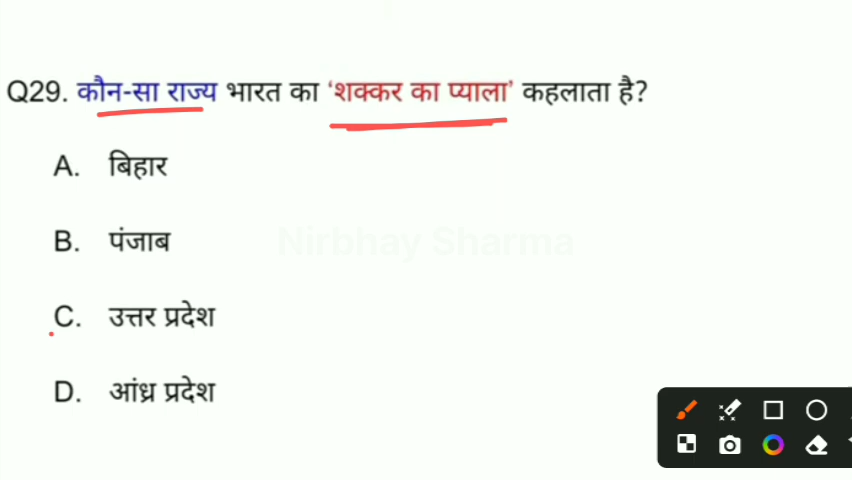 Q29. कौन-सा राज्य भारत का ‘शक्कर का प्याला’ कहलाता है?
A. बिहार
B. पंजाब
Nirbhay Sharma
C. उत्तर प्रदेश
D. आंध्र प्रदेश